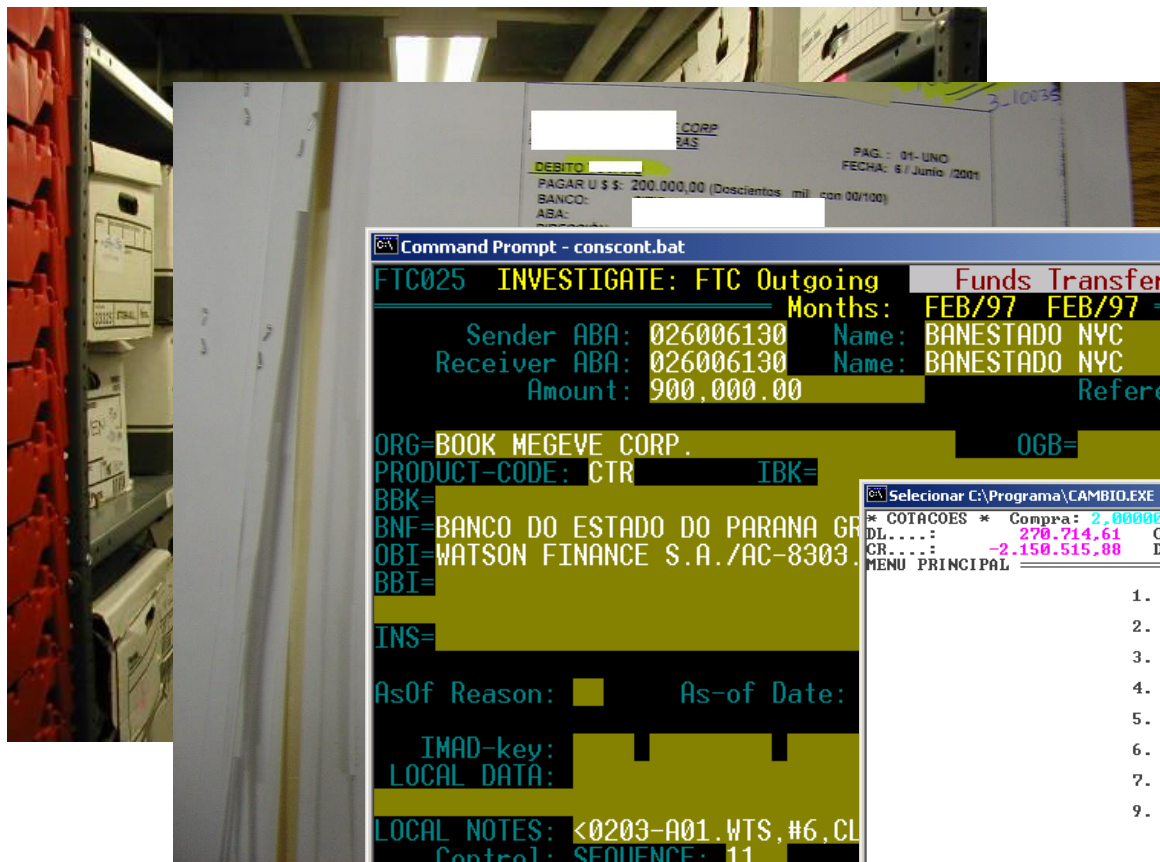 3_10035
CORP
RAS
PAG. : 01- UNO
DEBITO
FECHA: 6 / Junio /2001
PAGAR U $ $: 200.000,00 (Doscientos mil con 00/100)
BANCO:
ABA:
Command Prompt - conscont.bat
FTC025 INVESTIGATE: FTC Outgoing Funds Transfer
Months: FEB/97 FEB/97
Sender ABA: 026006130 Name: BANESTADO NYC
Receiver ABA: 026006130 Name: BANESTADO NYC
Amount: 900,000.00 Refere
ORG=BOOK MEGEVE CORP. OGB=
PRODUCT-CODE: CTR IBK=
BBK=
BNF=BANCO DO ESTADO DO PARANA GR
OBI=WATSON FINANCE S.A./AC-8303.
BBI=
INS=
AsOf Reason: As-of Date:
IMAD-key:
LOCAL DATA:
LOCAL NOTES: <0203-A01.WTS,#6,CL
Control: SEQUENCE: 11
Selecionar C:\Programa\CAMBIO.EXE
* COTACOES * Compra: 2,00000
DL....: 270.714,61
CR....: -2.150.515,88
MENU PRINCIPAL
1.
2.
3.
4.
5.
6.
7.
9.